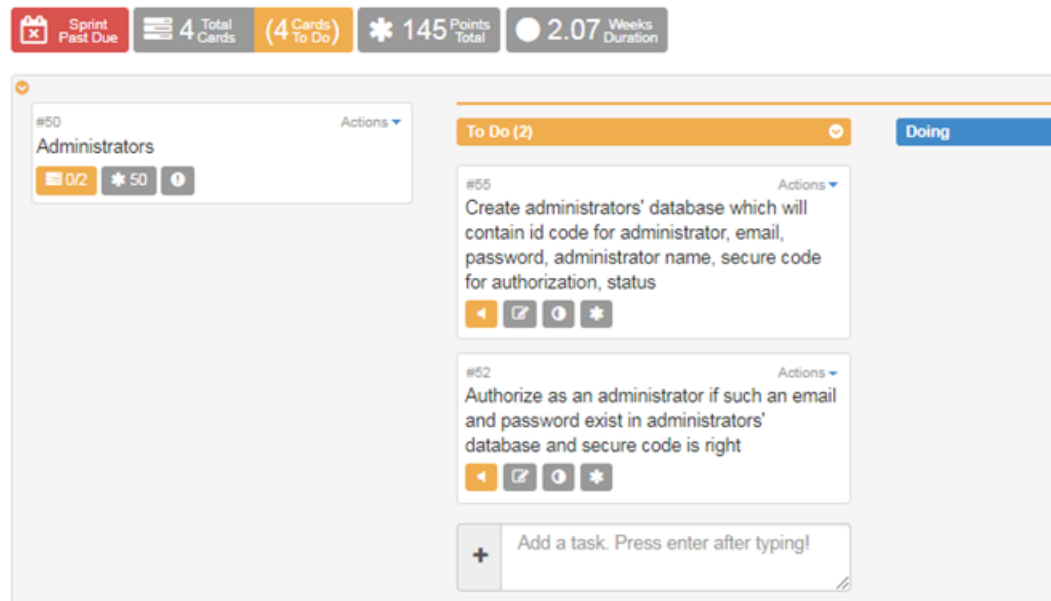 Sprint Past Due 4 Total Cards (4 Cards To Do) 145 Points Total 2.07 Weeks Duration
#50 Actions
Administrators
0/2 50
To Do (2)
Doing
#55 Actions
Create administrators' database which will
contain id code for administrator, email,
password, administrator name, secure code
for authorization, status
#52 Actions
Authorize as an administrator if such an email
and password exist in administrators'
database and secure code is right
Add a task. Press enter after typing!